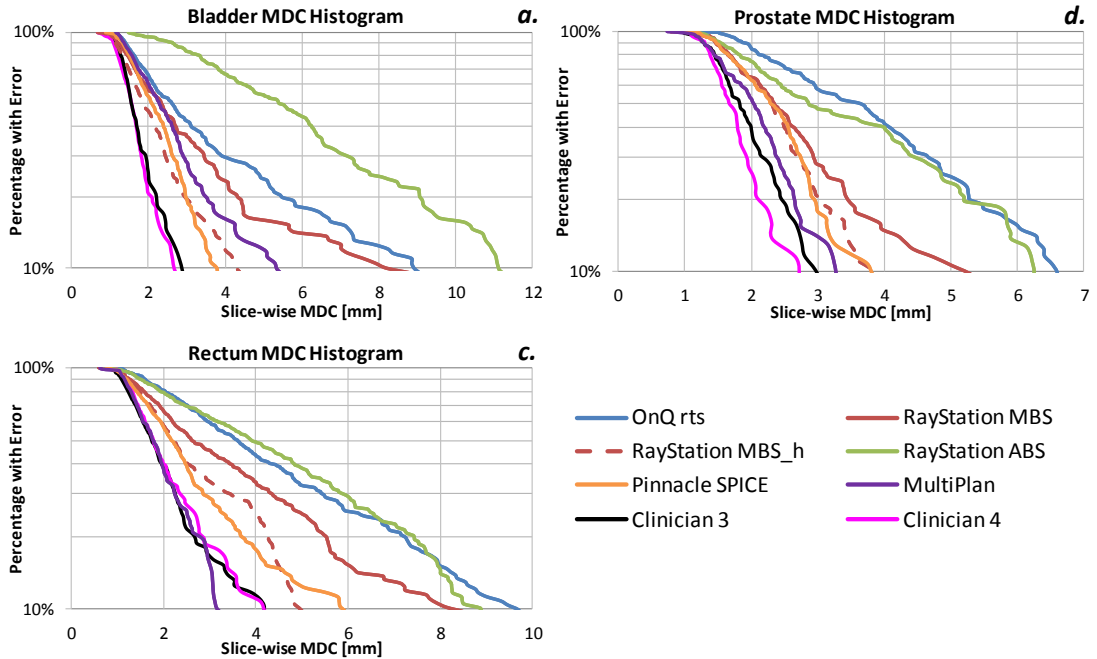 Bladder MDC Histogram
a.
100%
10%
Percentage with Error
0 2 4 6 8 10 12
Slice-wise MDC [mm]
Prostate MDC Histogram
d.
100%
10%
Percentage with Error
0 1 2 3 4 5 6 7
Slice-wise MDC [mm]
Rectum MDC Histogram
c.
100%
10%
Percentage with Error
0 2 4 6 8 10
Slice-wise MDC [mm]
OnQ rts
RayStation MBS
RayStation MBS_h
RayStation ABS
Pinnacle SPICE
MultiPlan
Clinician 3
Clinician 4